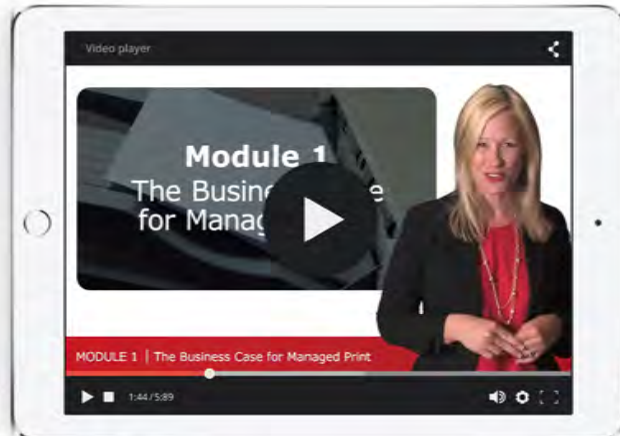 Video player
Module 1
The Busin
for Manag
MODULE 1 | The Business Case for Managed Print
1:44/5:89